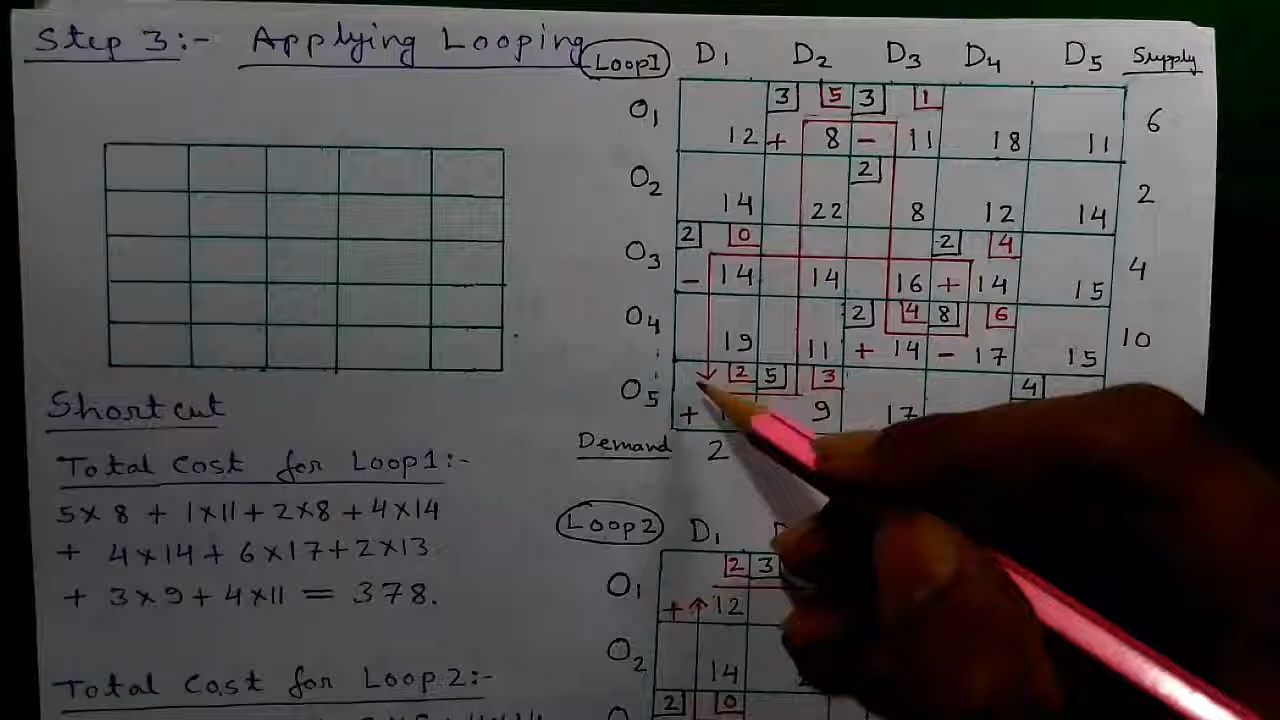 Step 3:- Applying Looping
Loop1 D1 D2 D3 D4 D5 Supply
3 5 3 1
O1 12 + 8 - 11 18 11 6
2
O2 14 22 8 12 14 2
2 0 2 4
O3 - 14 14 16 + 14 15 4
2 4 8 6
O4 19 11 + 14 - 17 15 10
2 5 3 4
O5 + 9 17
Demand 2
Shortcut
Total Cost for Loop1:-
5×8 + 1×11 + 2×8 + 4×14
+ 4×14 + 6×17 + 2×13
+ 3×9 + 4×11 = 378.
Loop2 D1
2 3
O1 + 12
O2 14
2 0
Total Cost for Loop2:-